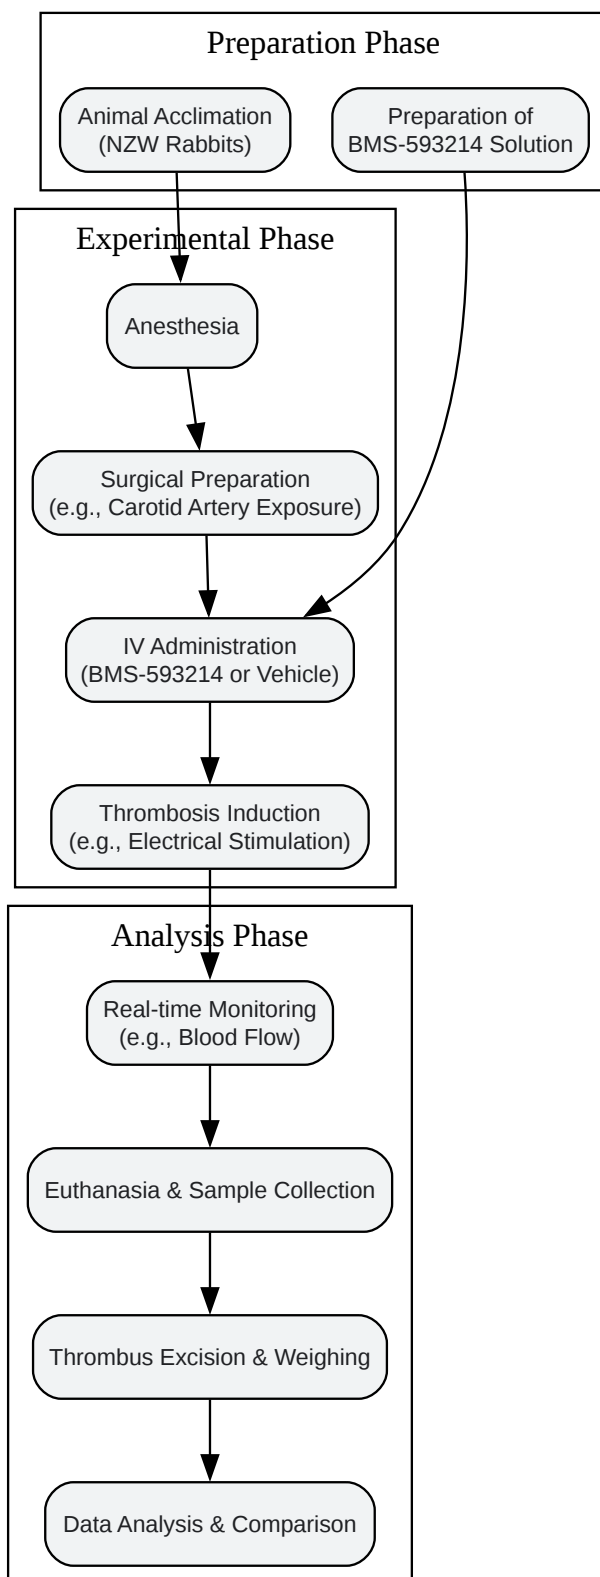 Preparation Phase
Animal Acclimation
(NZW Rabbits)
Preparation of
BMS-593214 Solution
Experimental Phase
Anesthesia
Surgical Preparation
(e.g., Carotid Artery Exposure)
IV Administration
(BMS-593214 or Vehicle)
Thrombosis Induction
(e.g., Electrical Stimulation)
Analysis Phase
Real-time Monitoring
(e.g., Blood Flow)
Euthanasia & Sample Collection
Thrombus Excision & Weighing
Data Analysis & Comparison